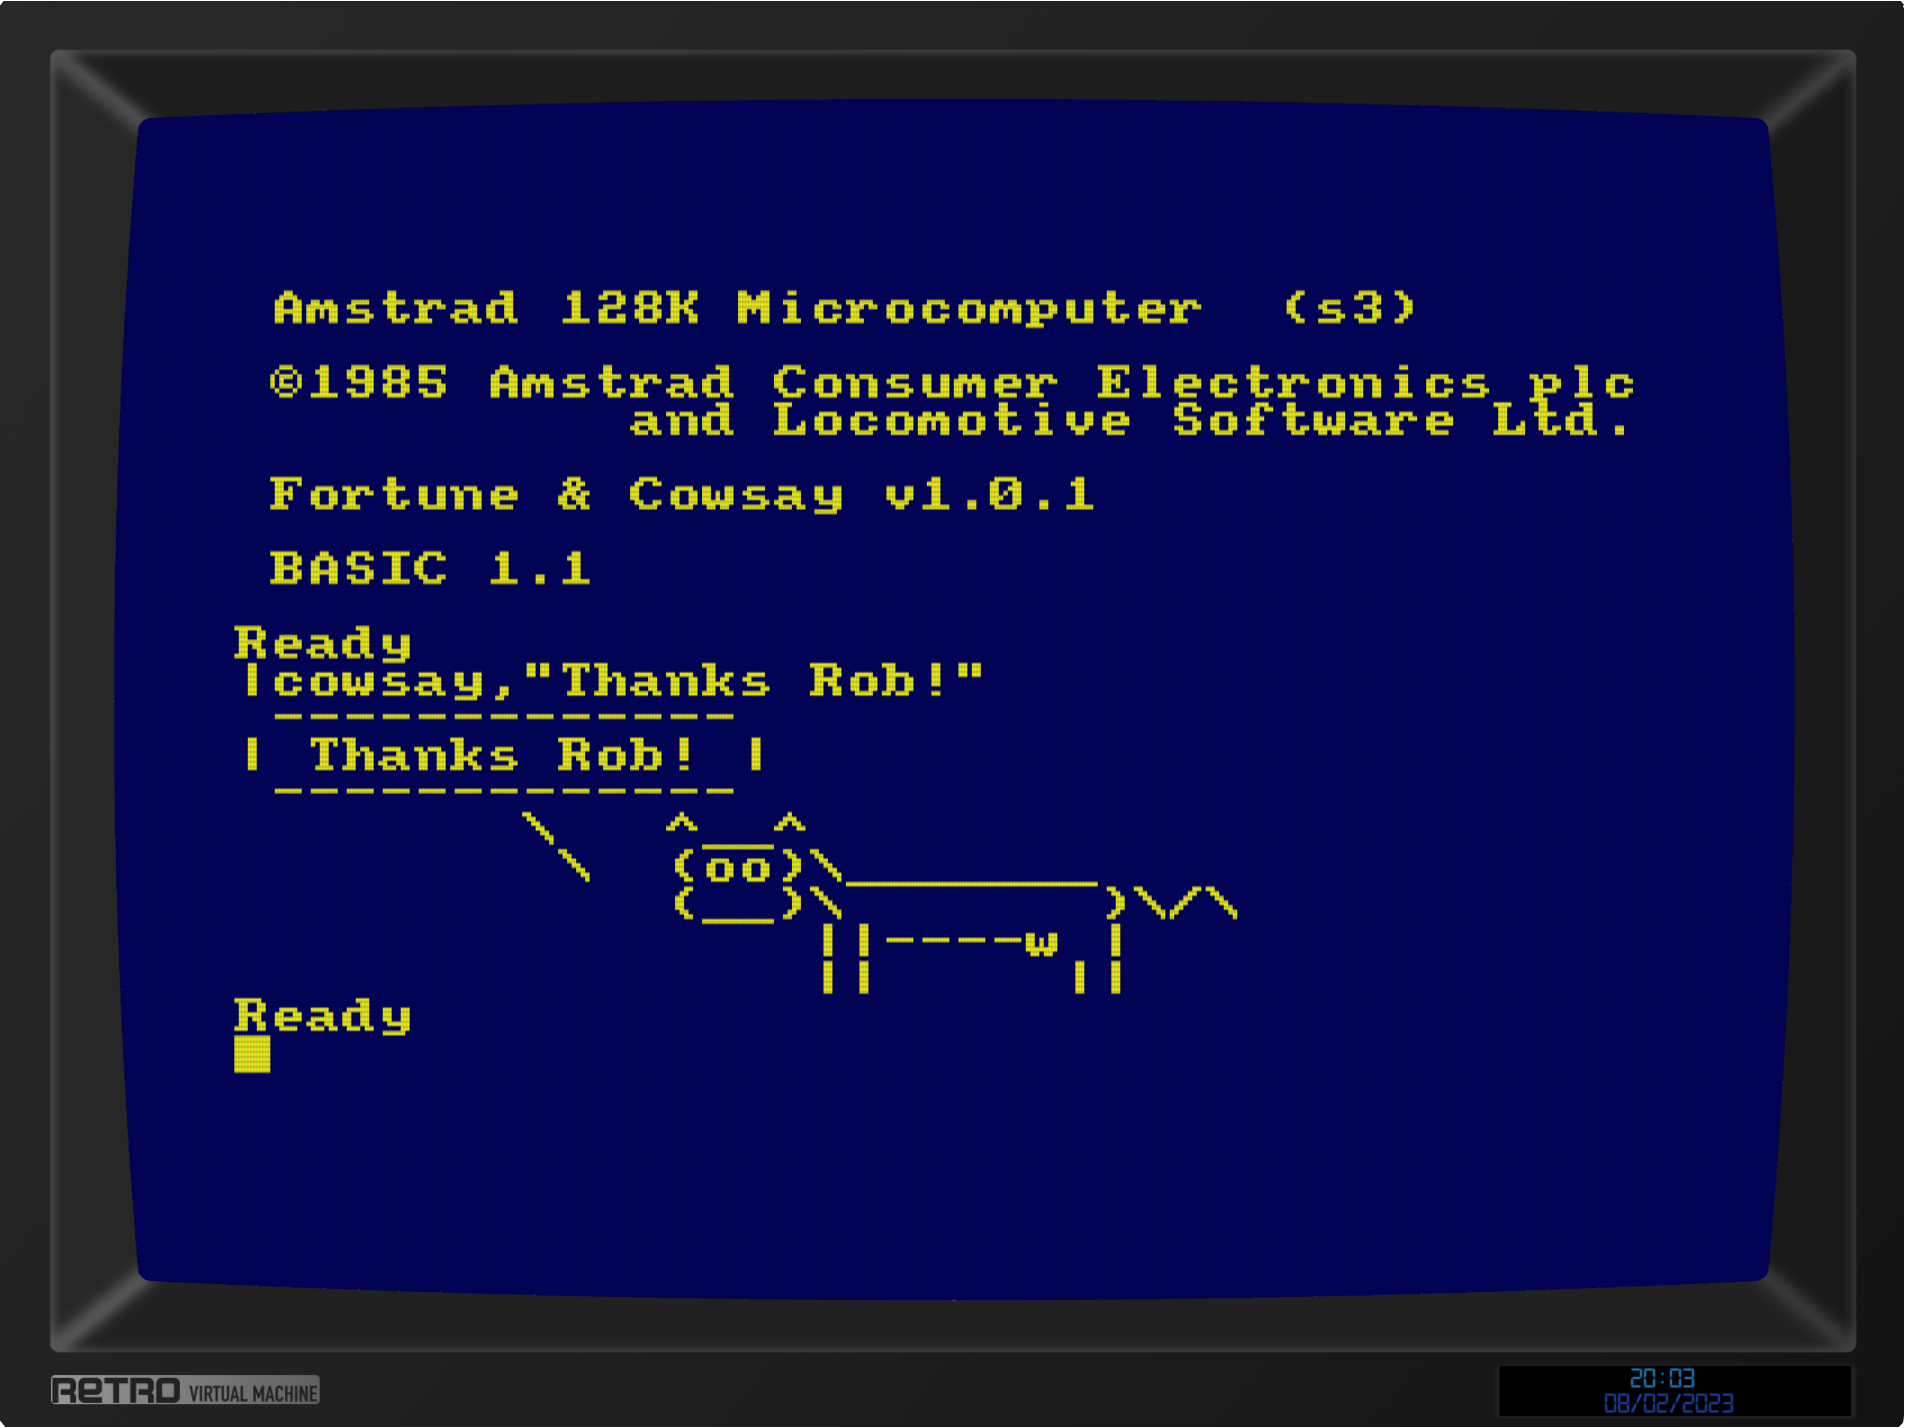 Amstrad 128K Microcomputer  (s3)
©1985 Amstrad Consumer Electronics plc
and Locomotive Software Ltd.
Fortune & Cowsay v1.0.1
BASIC 1.1
Ready
|cowsay,"Thanks Rob!"
 -------------
| Thanks Rob!  |
 -------------
        \   ^  ^
         \  {oo}\_______
            {__}\       )\/\
                ||----w |
                ||     ||
Ready
RETRO VIRTUAL MACHINE
20:03
08/02/2023